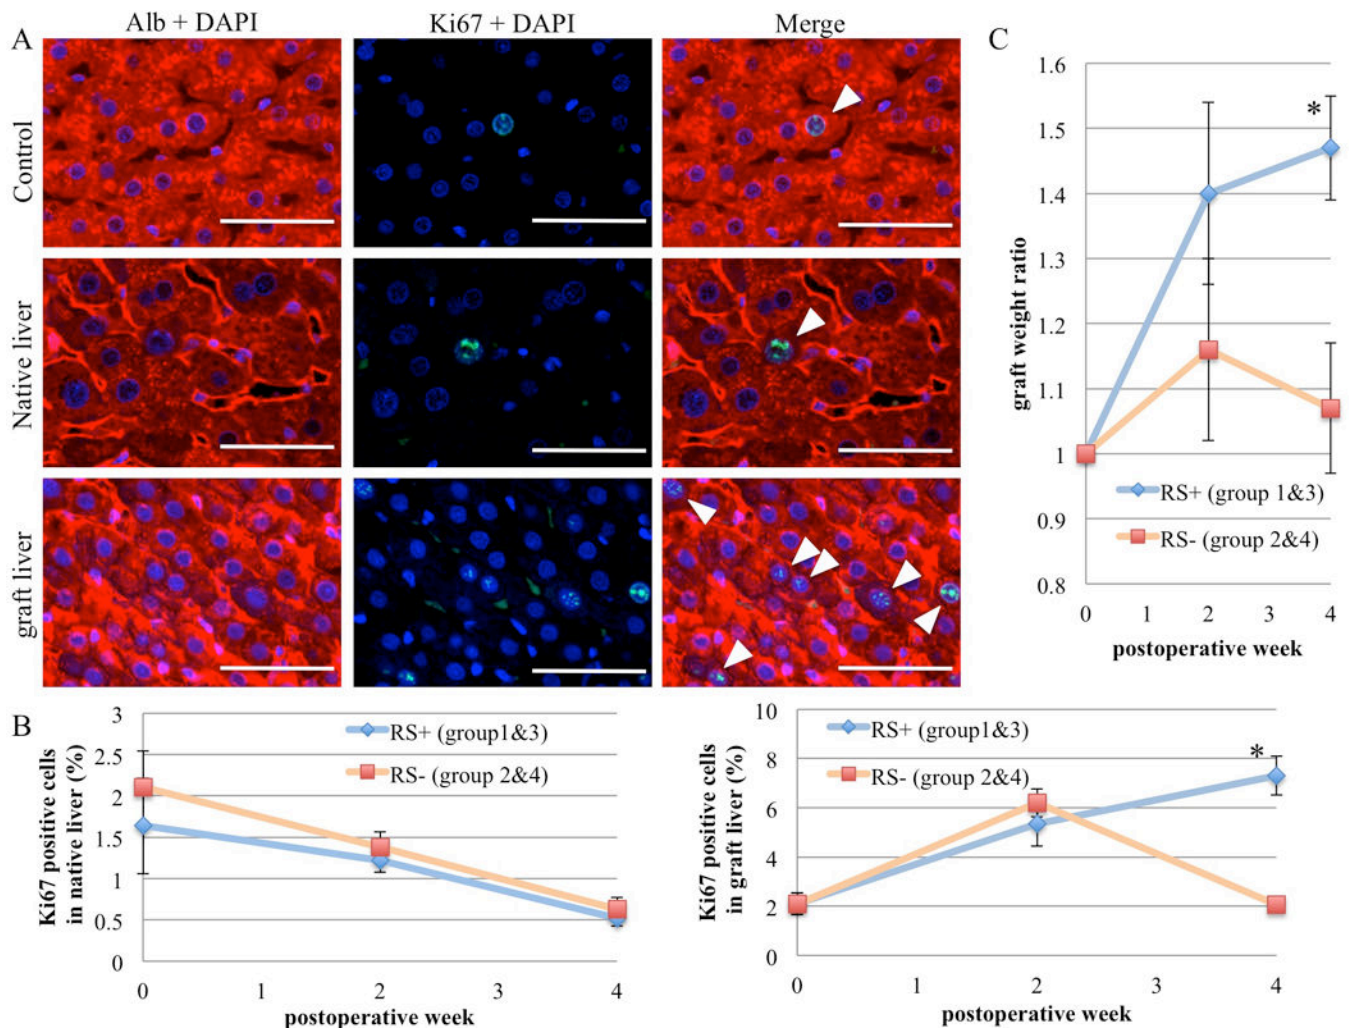 A
Alb + DAPI
Ki67 + DAPI
Merge
Control
Native liver
graft liver
C
1.6
1.5
1.4
1.3
1.2
1.1
1
0.9
0.8
graft weight ratio
*
RS+ (group 1&3)
RS- (group 2&4)
0 1 2 3 4
postoperative week
B
3
2.5
2
1.5
1
0.5
0
Ki67 positive cells
in native liver (%)
RS+ (group1&3)
RS- (group 2&4)
0 1 2 3 4
postoperative week
10
8
6
4
2
0
Ki67 positive cells
in graft liver (%)
RS+ (group1&3)
RS- (group 2&4)
*
0 1 2 3 4
postoperative week